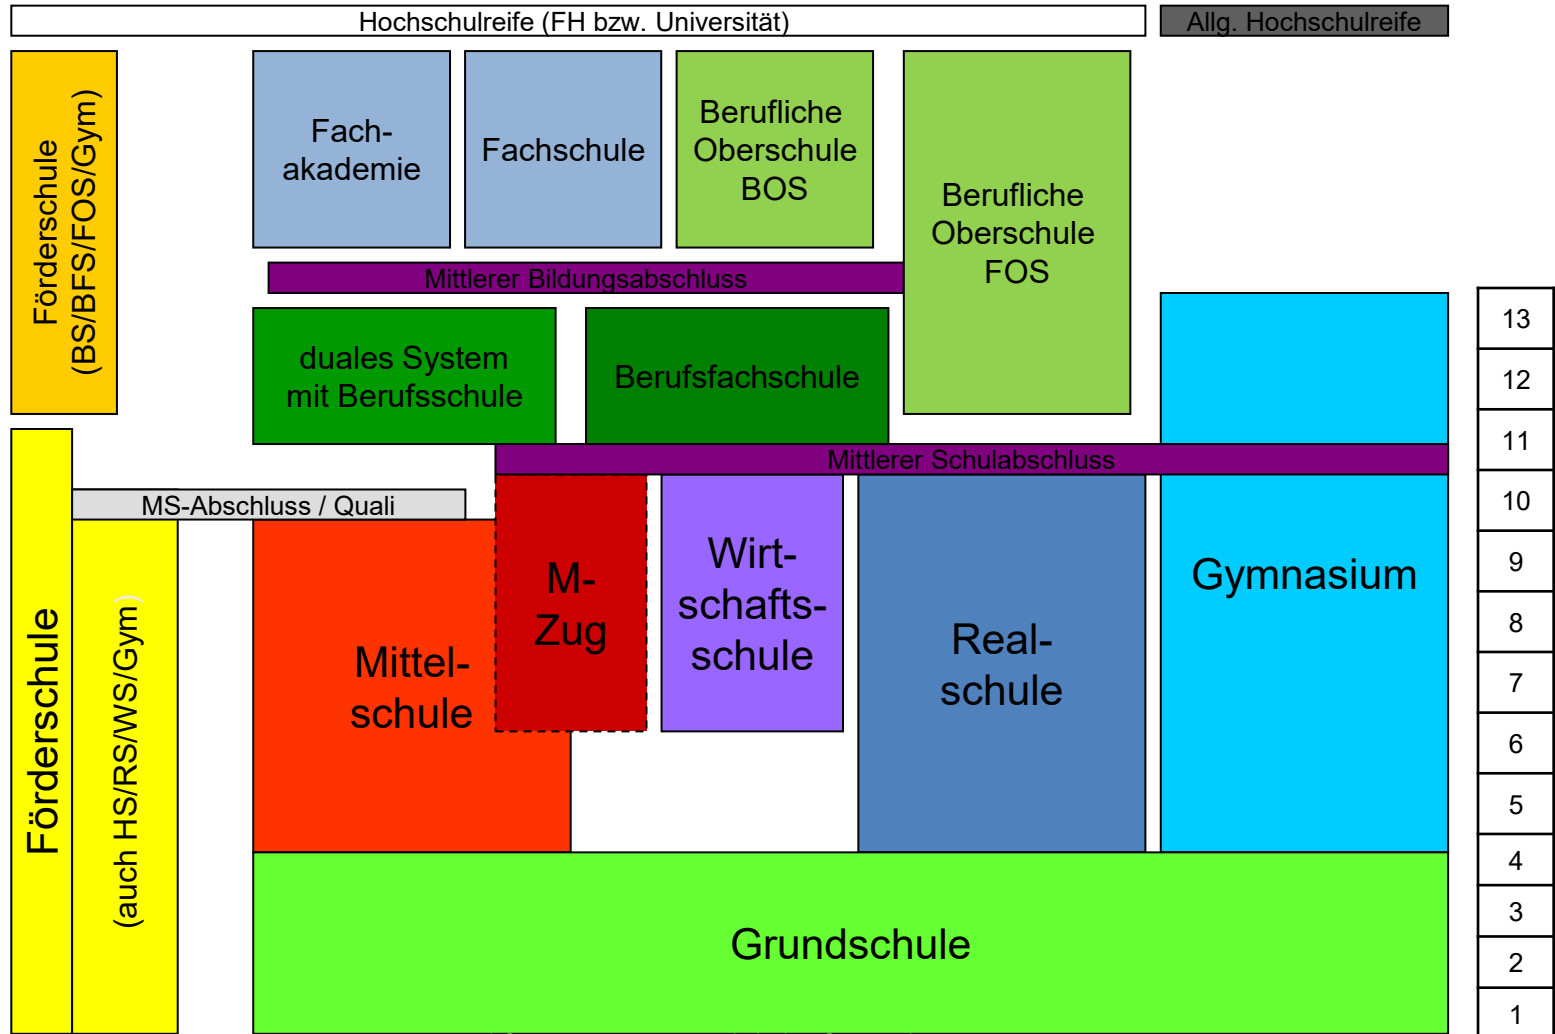 Hochschulreife (FH bzw. Universität)
Allg. Hochschulreife
Förderschule
(BS/BFS/FOS/Gym)
Fach-
akademie
Fachschule
Berufliche
Oberschule
BOS
Berufliche
Oberschule
FOS
Mittlerer Bildungsabschluss
duales System
mit Berufsschule
Berufsfachschule
Mittlerer Schulabschluss
MS-Abschluss / Quali
Förderschule
(auch HS/RS/WS/Gym)
Mittel-
schule
M-
Zug
Wirt-
schafts-
schule
Real-
schule
Gymnasium
Grundschule
13
12
11
10
9
8
7
6
5
4
3
2
1